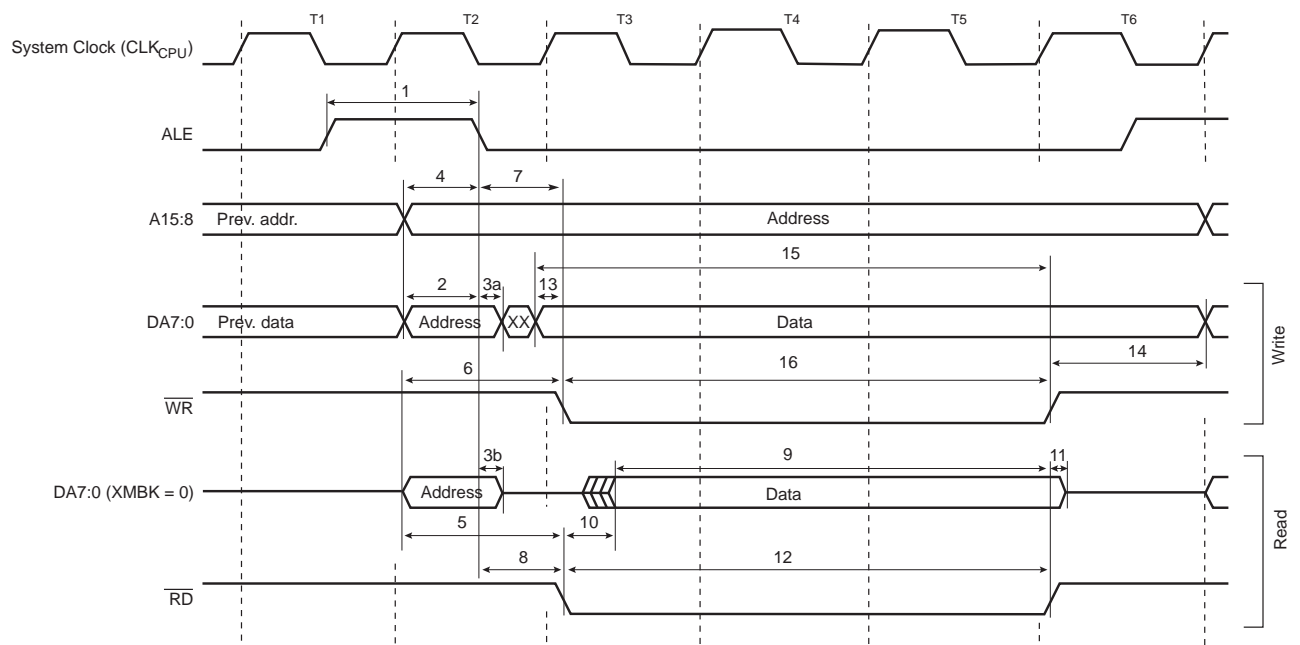 T1 T2 T3 T4 T5 T6
System Clock (CLKCPU)
1
ALE
4 7
A15:8 Prev. addr. Address
15
2 3a 13
DA7:0 Prev. data Address XX Data
14
6 16
WR
Write
3b 9 11
DA7:0 (XMBK = 0) Address Data
5 10
8 12
RD
Read